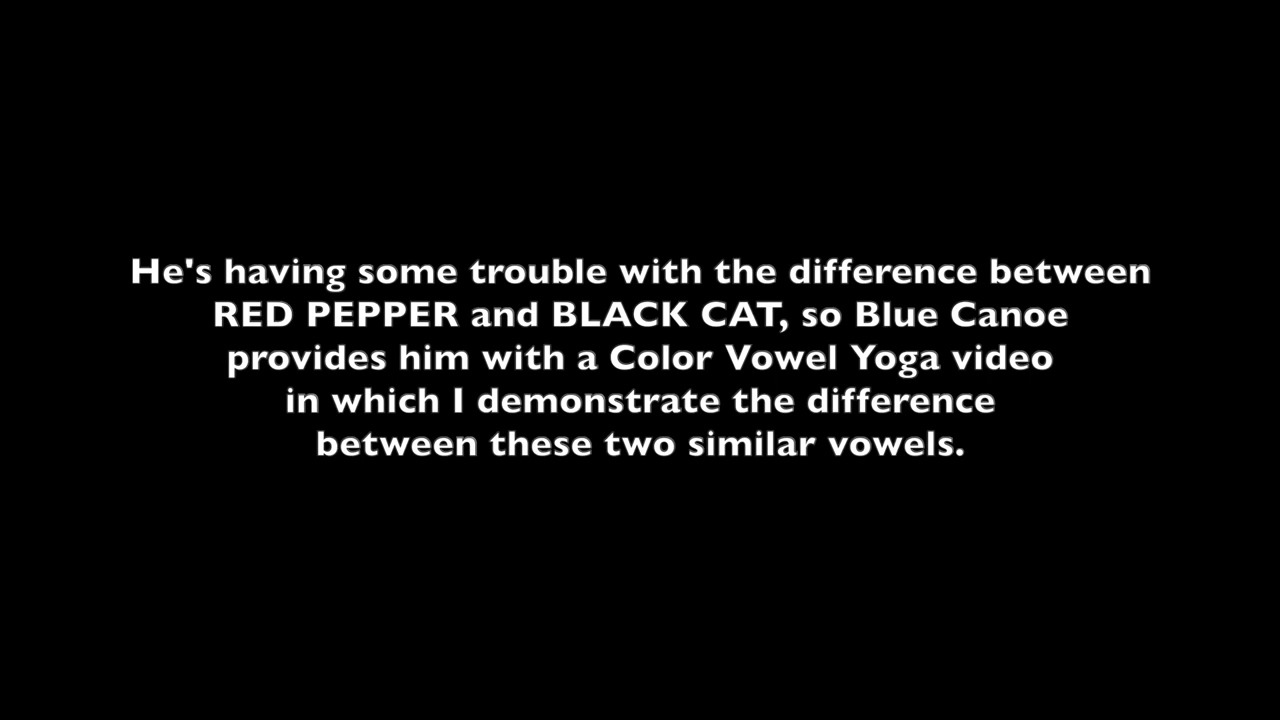 He's having some trouble with the difference between
RED PEPPER and BLACK CAT, so Blue Canoe
provides him with a Color Vowel Yoga video
in which I demonstrate the difference
between these two similar vowels.